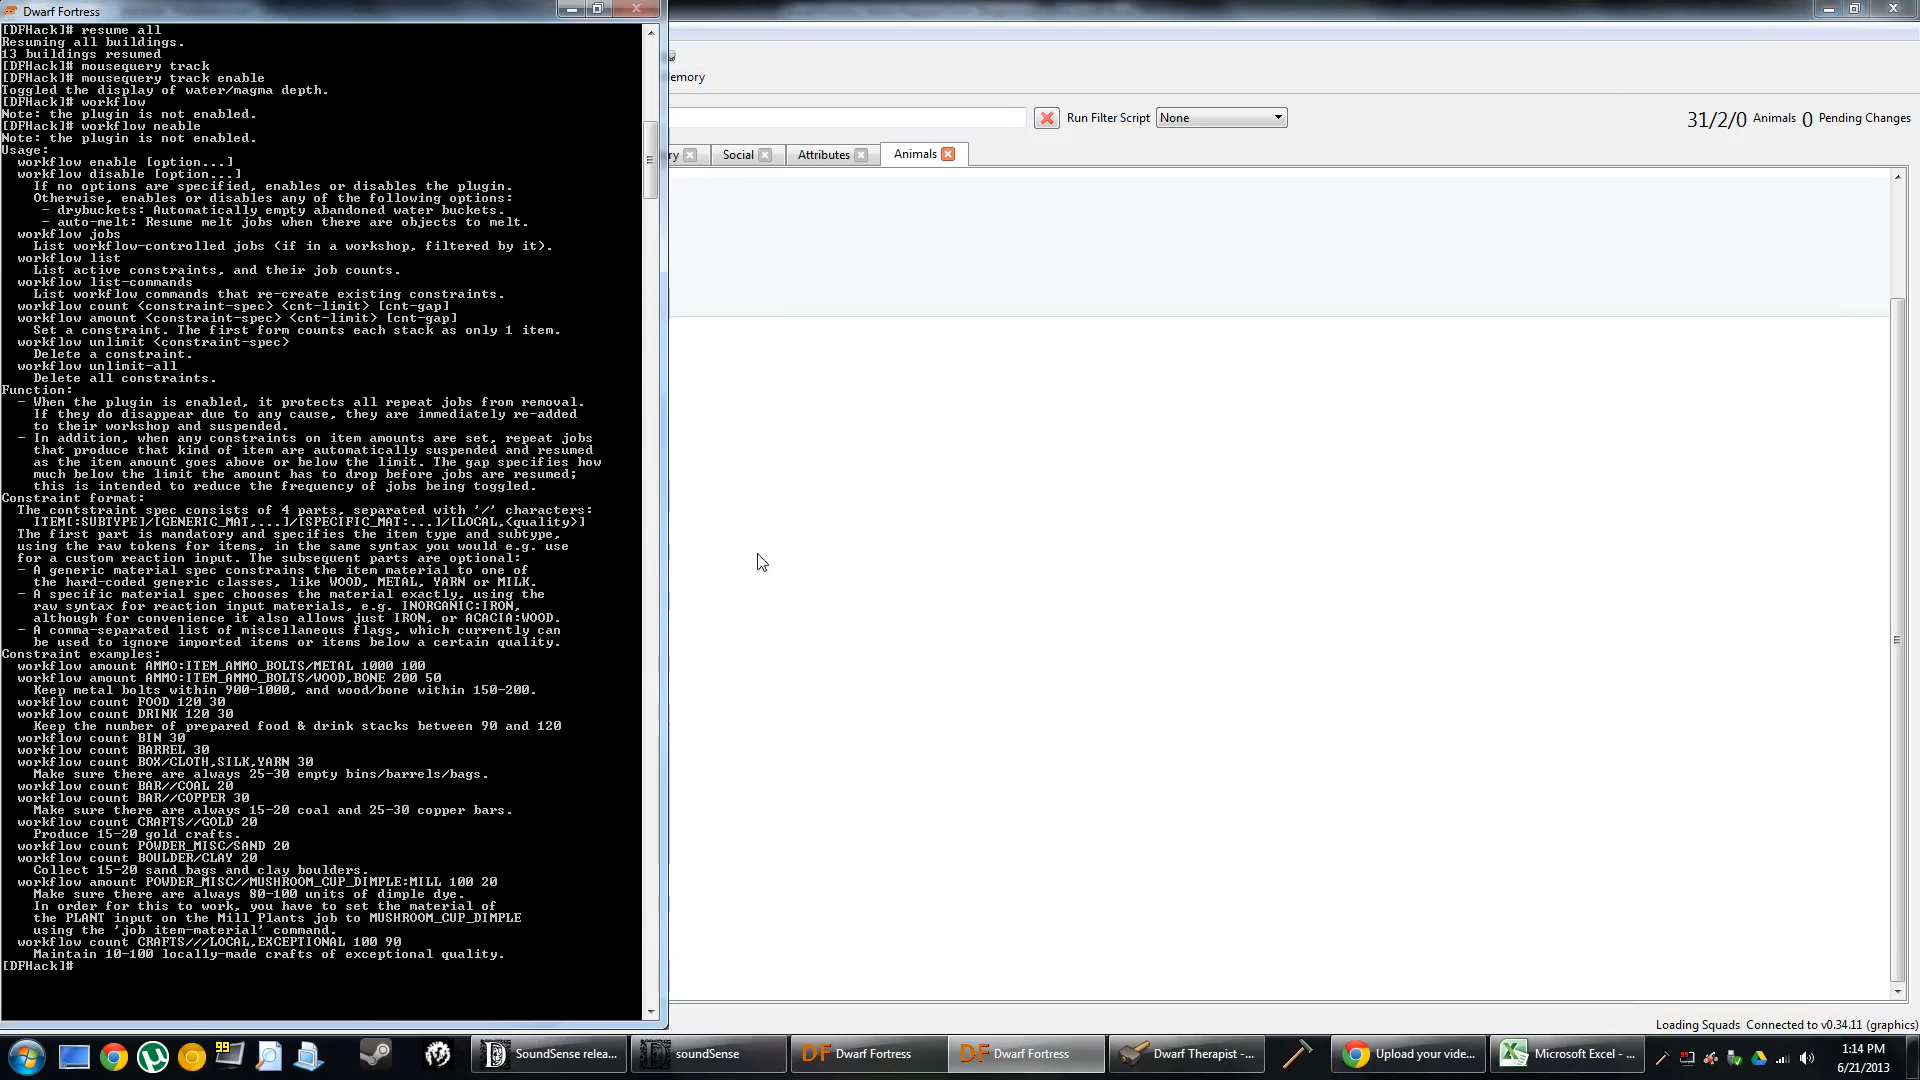 Dwarf Fortress
[DFHack]# resume all
Resuming all buildings.
13 buildings resumed
[DFHack]# mousequery track
[DFHack]# mousequery track enable
Toggled the display of water/magma depth.
[DFHack]# workflow
Note: the plugin is not enabled.
[DFHack]# workflow neable
Note: the plugin is not enabled.
Usage:
workflow enable [option...]
workflow disable [option...]
If no options are specified, enables or disables the plugin.
Otherwise, enables or disables any of the following options:
- drybuckets: Automatically empty abandoned water buckets.
- auto-melt: Resume melt jobs when there are objects to melt.
workflow jobs
List workflow-controlled jobs (if in a workshop, filtered by it).
workflow list
List active constraints, and their job counts.
workflow list-commands
List workflow commands that re-create existing constraints.
workflow count <constraint-spec> <cnt-limit> [cnt-gap]
workflow amount <constraint-spec> <cnt-limit> [cnt-gap]
Set a constraint. The first form counts each stack as only 1 item.
workflow unlimit <constraint-spec>
Delete a constraint.
workflow unlimit-all
Delete all constraints.
Function:
- When the plugin is enabled, it protects all repeat jobs from removal.
If they do disappear due to any cause, they are immediately re-added
to their workshop and suspended.
- In addition, when any constraints on item amounts are set, repeat jobs
that produce that kind of item are automatically suspended and resumed
as the item amount goes above or below the limit. The gap specifies how
much below the limit the amount has to drop before jobs are resumed;
this is intended to reduce the frequency of jobs being toggled.
Constraint format:
The contstraint spec consists of 4 parts, separated with '/' characters:
ITEM[:SUBTYPE]/[GENERIC_MAT,...]/[SPECIFIC_MAT:...]/[LOCAL,<quality>]
The first part is mandatory and specifies the item type and subtype,
using the raw tokens for items, in the same syntax you would e.g. use
for a custom reaction input. The subsequent parts are optional:
- A generic material spec constrains the item material to one of
the hard-coded generic classes, like WOOD, METAL, YARN or MILK.
- A specific material spec chooses the material exactly, using the
raw syntax for reaction input materials, e.g. INORGANIC:IRON,
although for convenience it also allows just IRON, or ACACIA:WOOD.
- A comma-separated list of miscellaneous flags, which currently can
be used to ignore imported items or items below a certain quality.
Constraint examples:
workflow amount AMMO:ITEM_AMMO_BOLTS/METAL 1000 100
workflow amount AMMO:ITEM_AMMO_BOLTS/WOOD,BONE 200 50
Keep metal bolts within 900-1000, and wood/bone within 150-200.
workflow count FOOD 120 30
workflow count DRINK 120 30
Keep the number of prepared food & drink stacks between 90 and 120
workflow count BIN 30
workflow count BARREL 30
workflow count BOX/CLOTH,SILK,YARN 30
Make sure there are always 25-30 empty bins/barrels/bags.
workflow count BAR//COAL 20
workflow count BAR//COPPER 30
Make sure there are always 15-20 coal and 25-30 copper bars.
workflow count CRAFTS//GOLD 20
Produce 15-20 gold crafts.
workflow count POWDER_MISC/SAND 20
workflow count BOULDER/CLAY 20
Collect 15-20 sand bags and clay boulders.
workflow amount POWDER_MISC//MUSHROOM_CUP_DIMPLE:MILL 100 20
Make sure there are always 80-100 units of dimple dye.
In order for this to work, you have to set the material of
the PLANT input on the Mill Plants job to MUSHROOM_CUP_DIMPLE
using the 'job item-material' command.
workflow count CRAFTS///LOCAL,EXCEPTIONAL 100 90
Maintain 10-100 locally-made crafts of exceptional quality.
[DFHack]#
emory
Run Filter Script None
31/2/0 Animals 0 Pending Changes
ry Social Attributes Animals
Loading Squads Connected to v0.34.11 (graphics)
99
SoundSense relea... soundSense DF Dwarf Fortress DF Dwarf Fortress Dwarf Therapist -... Upload your vide... Microsoft Excel - ...
1:14 PM
6/21/2013